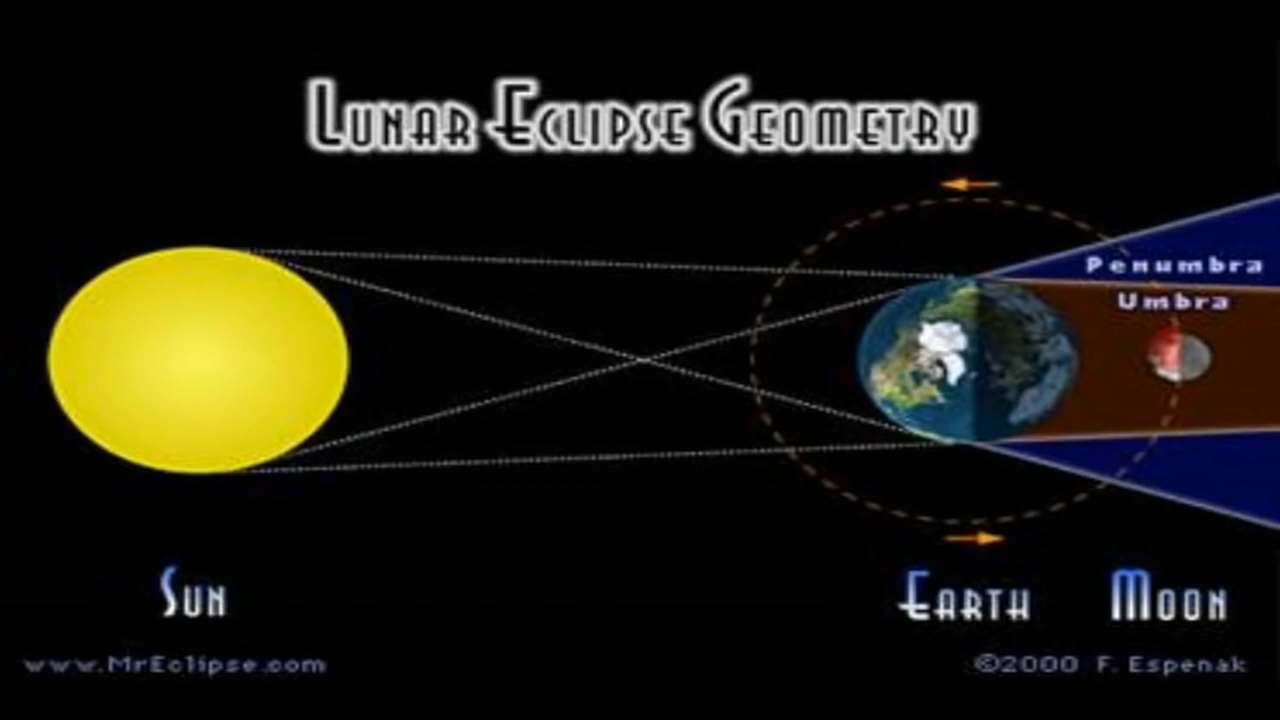 Lunar Eclipse Geometry
Penumbra
Umbra
Sun
Earth
Moon
www.MrEclipse.com
©2000 F. Espenak